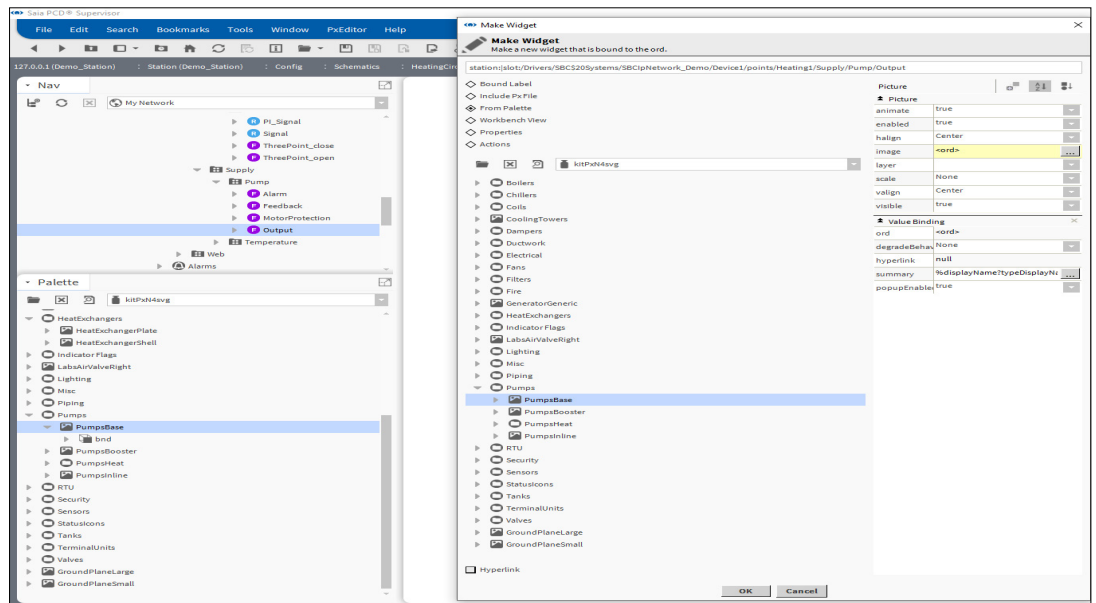 Saia PCD® Supervisor
File Edit Search Bookmarks Tools Window PxEditor Help
127.0.0.1 (Demo_Station) : Station (Demo_Station) : Config : Schematics : HeatingCir
Nav
My Network
PI_Signal
Signal
ThreePoint_close
ThreePoint_open
Supply
Pump
Alarm
Feedback
MotorProtection
Output
Temperature
Web
Alarms
Palette
kitPxN4svg
HeatExchangers
HeatExchangerPlate
HeatExchangerShell
Indicator Flags
LabsAirValveRight
Lighting
Misc
Piping
Pumps
PumpsBase
bnd
PumpsBooster
PumpsHeat
PumpsInline
RTU
Security
Sensors
StatusIcons
Tanks
TerminalUnits
Valves
GroundPlaneLarge
GroundPlaneSmall
Make Widget
Make Widget
Make a new widget that is bound to the ord.
station:|slot:/Drivers/SBC$20Systems/SBCIpNetwork_Demo/Device1/points/Heating1/Supply/Pump/Output
Bound Label
Include Px File
From Palette
Workbench View
Properties
Actions
kitPxN4svg
Boilers
Chillers
Coils
CoolingTowers
Dampers
Ductwork
Electrical
Fans
Filters
Fire
GeneratorGeneric
HeatExchangers
Indicator Flags
LabsAirValveRight
Lighting
Misc
Piping
Pumps
PumpsBase
PumpsBooster
PumpsHeat
PumpsInline
RTU
Security
Sensors
StatusIcons
Tanks
TerminalUnits
Valves
GroundPlaneLarge
GroundPlaneSmall
Hyperlink
Picture
Picture
animate true
enabled true
halign Center
image <ord> ...
layer
scale None
valign Center
visible true
Value Binding
ord <ord>
degradeBehav None
hyperlink null
summary %displayName?typeDisplayNa ...
popupEnable true
OK Cancel